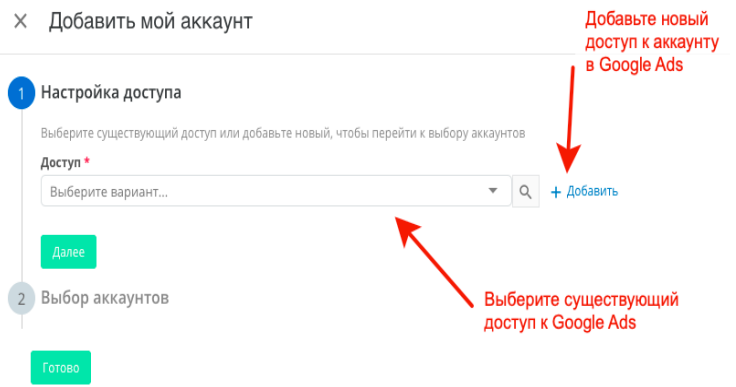 Добавить мой аккаунт
Добавьте новый
доступ к аккаунту
в Google Ads
1 Настройка доступа
Выберите существующий доступ или добавьте новый, чтобы перейти к выбору аккаунтов
Доступ *
Выберите вариант...
+ Добавить
Далее
2 Выбор аккаунтов
Выберите существующий
доступ к Google Ads
Готово